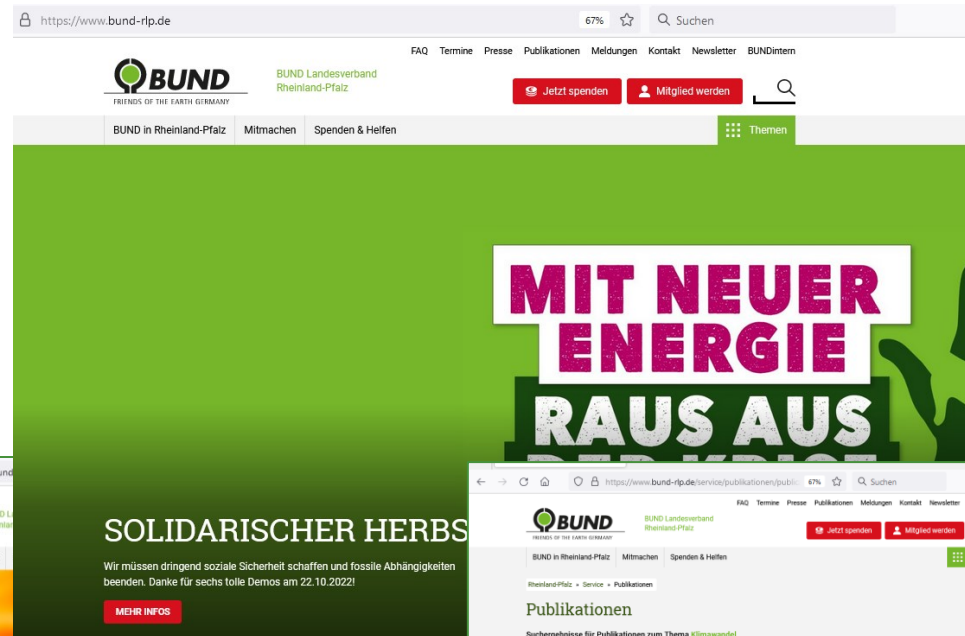 https://www.bund-rlp.de
67%
Suchen
FAQ Termine Presse Publikationen Meldungen Kontakt Newsletter BUNDintern
BUND
FRIENDS OF THE EARTH GERMANY
BUND Landesverband
Rheinland-Pfalz
Jetzt spenden
Mitglied werden
BUND in Rheinland-Pfalz Mitmachen Spenden & Helfen
Themen
MIT NEUER
ENERGIE
RAUS AUS
DER KRISE
SOLIDARISCHER HERBS
Wir müssen dringend soziale Sicherheit schaffen und fossile Abhängigkeiten
beenden. Danke für sechs tolle Demos am 22.10.2022!
MEHR INFOS
https://www.bund-rlp.de/service/publikationen/public
67%
Suchen
FAQ Termine Presse Publikationen Meldungen Kontakt Newsletter
BUND
FRIENDS OF THE EARTH GERMANY
BUND Landesverband
Rheinland-Pfalz
Jetzt spenden
Mitglied werden
BUND in Rheinland-Pfalz Mitmachen Spenden & Helfen
Rheinland-Pfalz » Service » Publikationen
Publikationen
Suchergebnisse für Publikationen zum Thema Klimawandel